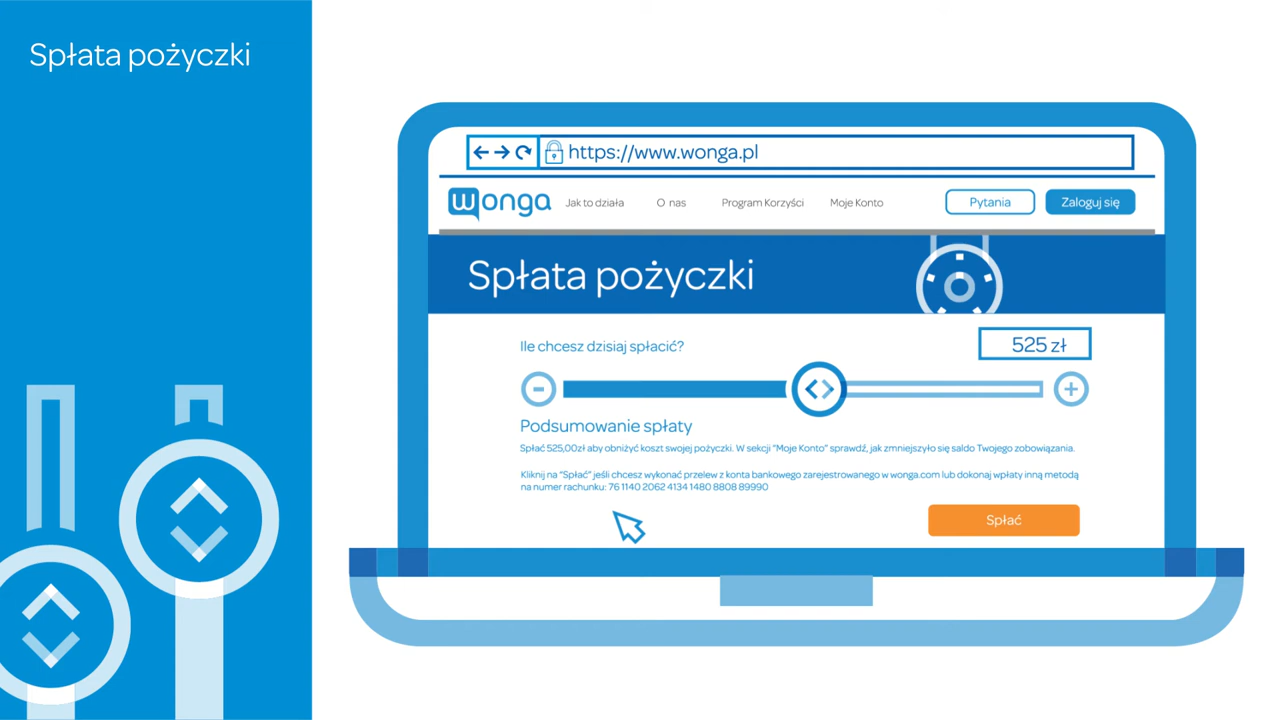 Spłata pożyczki
https://www.wonga.pl
wonga Jak to działa O nas Program Korzyści Moje Konto Pytania Zaloguj się
Spłata pożyczki
Ile chcesz dzisiaj spłacić? 525 zł
Podsumowanie spłaty
Spłać 525,00zł aby obniżyć koszt swojej pożyczki. W sekcji "Moje Konto" sprawdź, jak zmniejszyło się saldo Twojego zobowiązania.
Kliknij na "Spłać" jeśli chcesz wykonać przelew z konta bankowego zarejestrowanego w wonga.com lub dokonaj wpłaty inną metodą
na numer rachunku: 76 1140 2062 4134 1480 8808 89990
Spłać